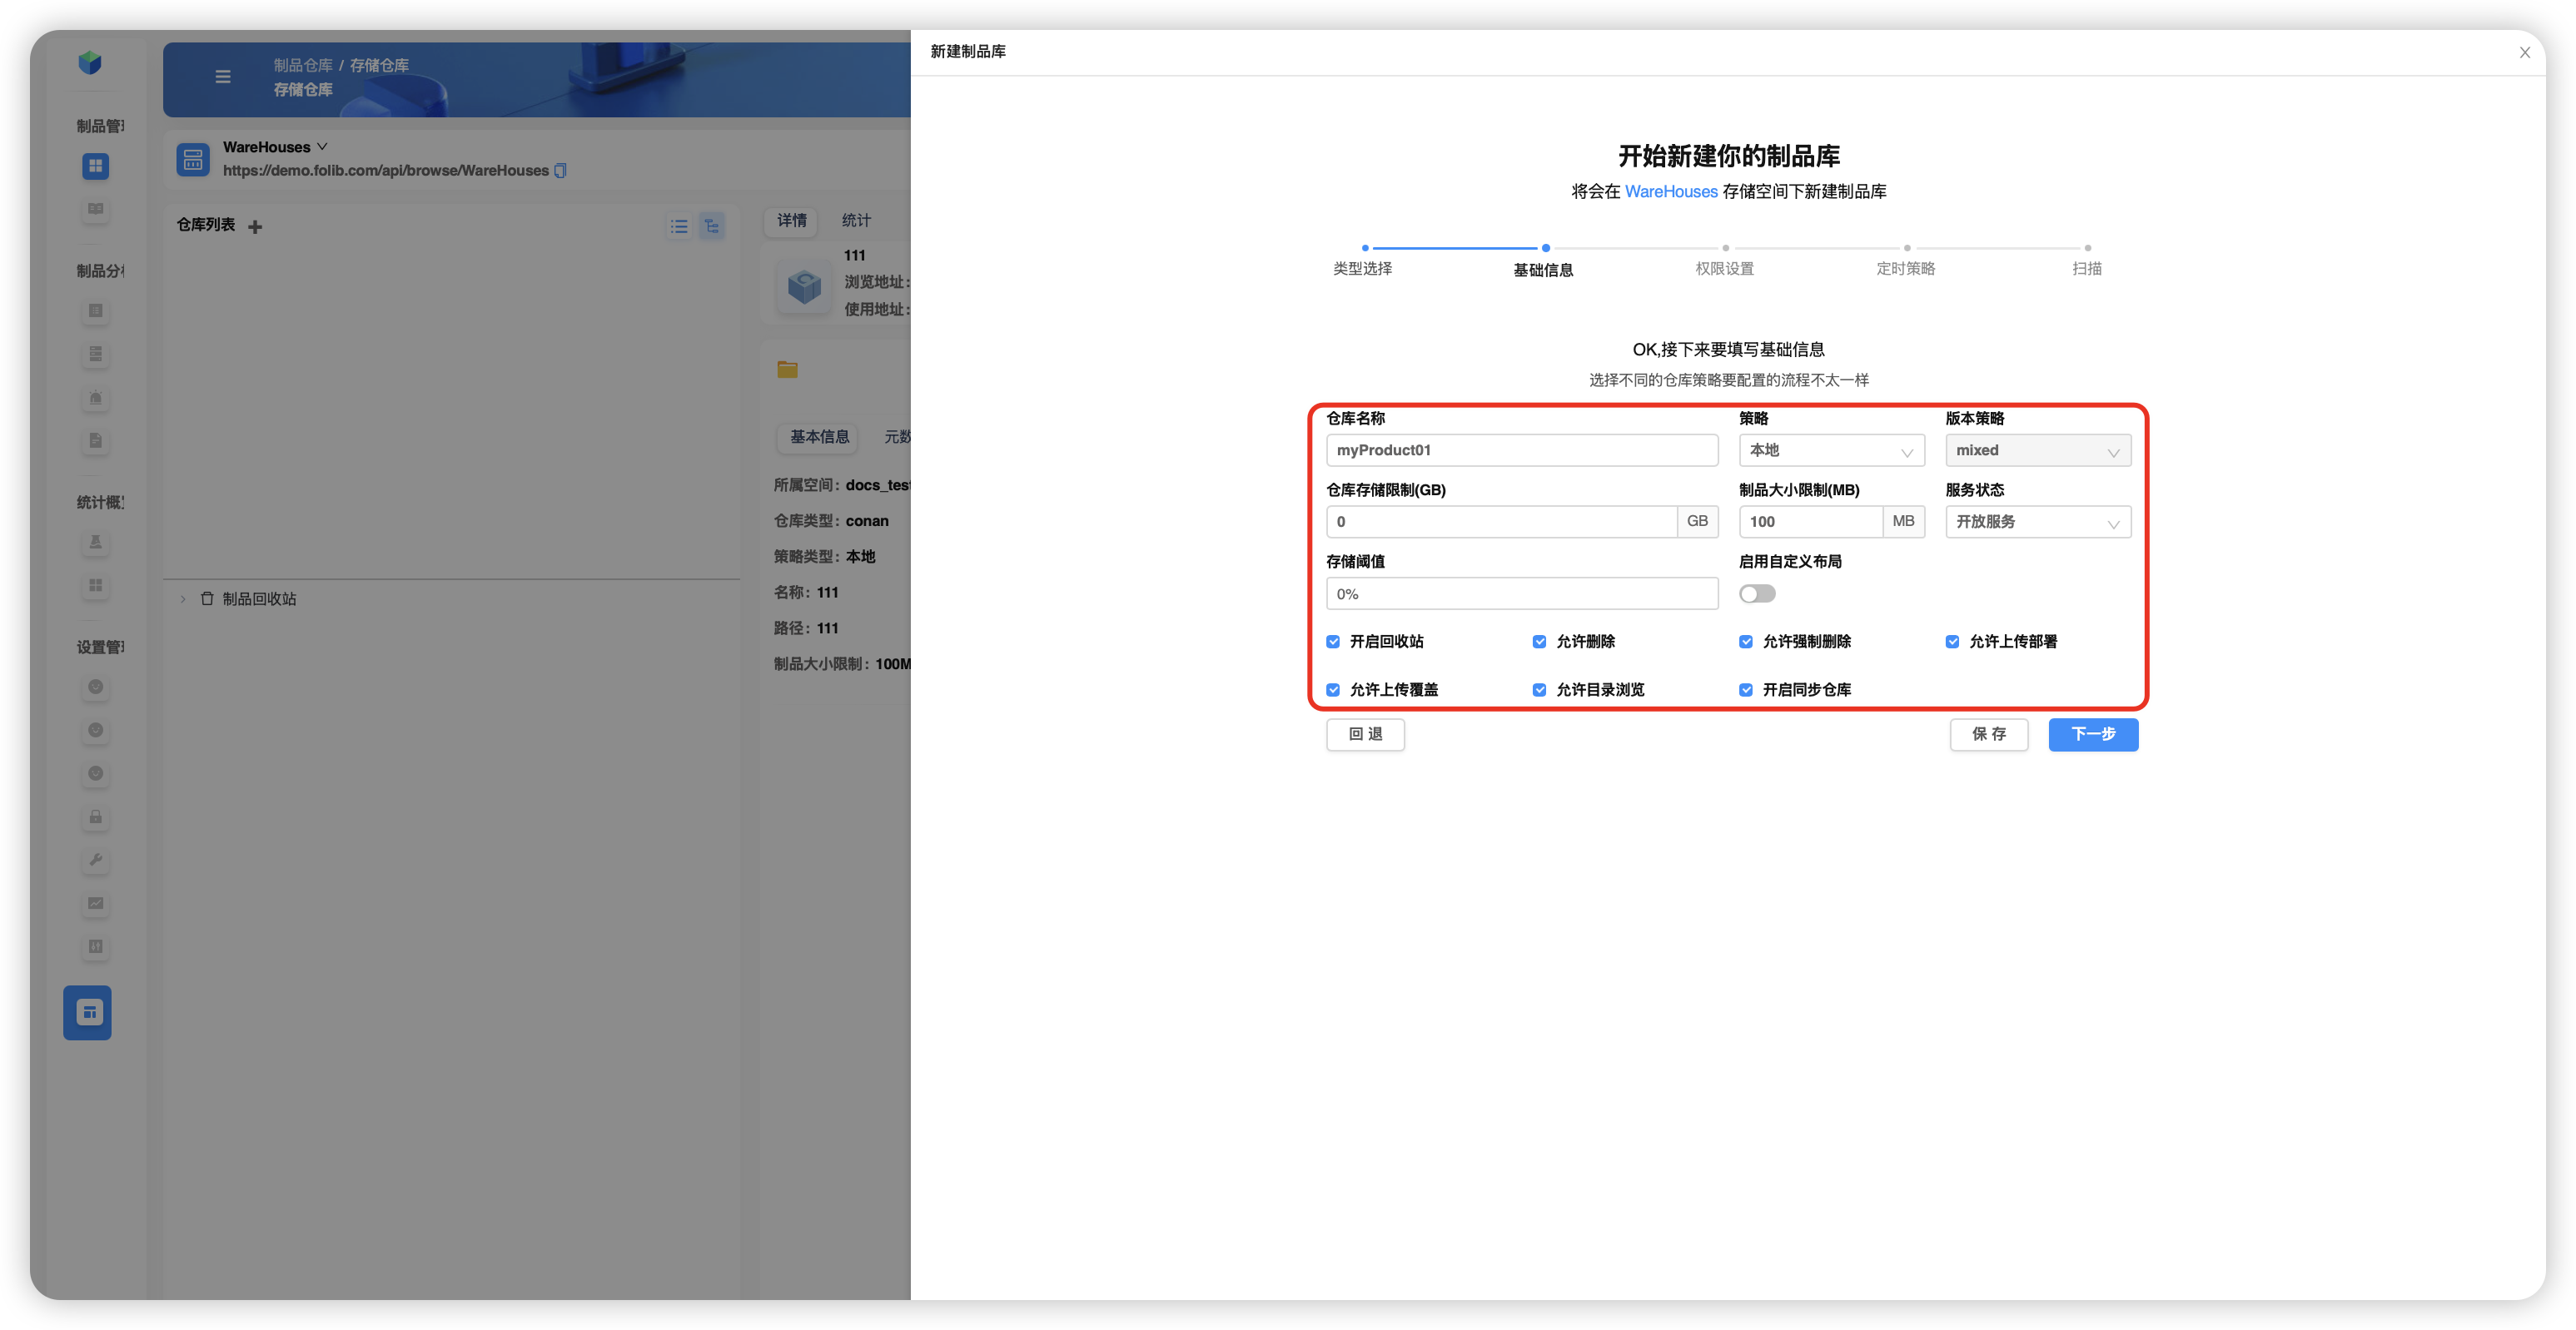 制品管
制品分
统计概
设置管
制品仓库 / 存储仓库
存储仓库
WareHouses
https://demo.folib.com/api/browse/WareHouses
仓库列表
制品回收站
详情 统计
111
浏览地址:
使用地址:
基本信息 元数
所属空间: docs_test
仓库类型: conan
策略类型: 本地
名称: 111
路径: 111
制品大小限制: 100M
新建制品库
开始新建你的制品库
将会在 WareHouses 存储空间下新建制品库
类型选择 基础信息 权限设置 定时策略 扫描
OK,接下来要填写基础信息
选择不同的仓库策略要配置的流程不太一样
仓库名称 策略 版本策略
myProduct01 本地 mixed
仓库存储限制(GB) 制品大小限制(MB) 服务状态
0 GB 100 MB 开放服务
存储阈值 启用自定义布局
0%
开启回收站 允许删除 允许强制删除 允许上传部署
允许上传覆盖 允许目录浏览 开启同步仓库
回 退 保 存 下一步